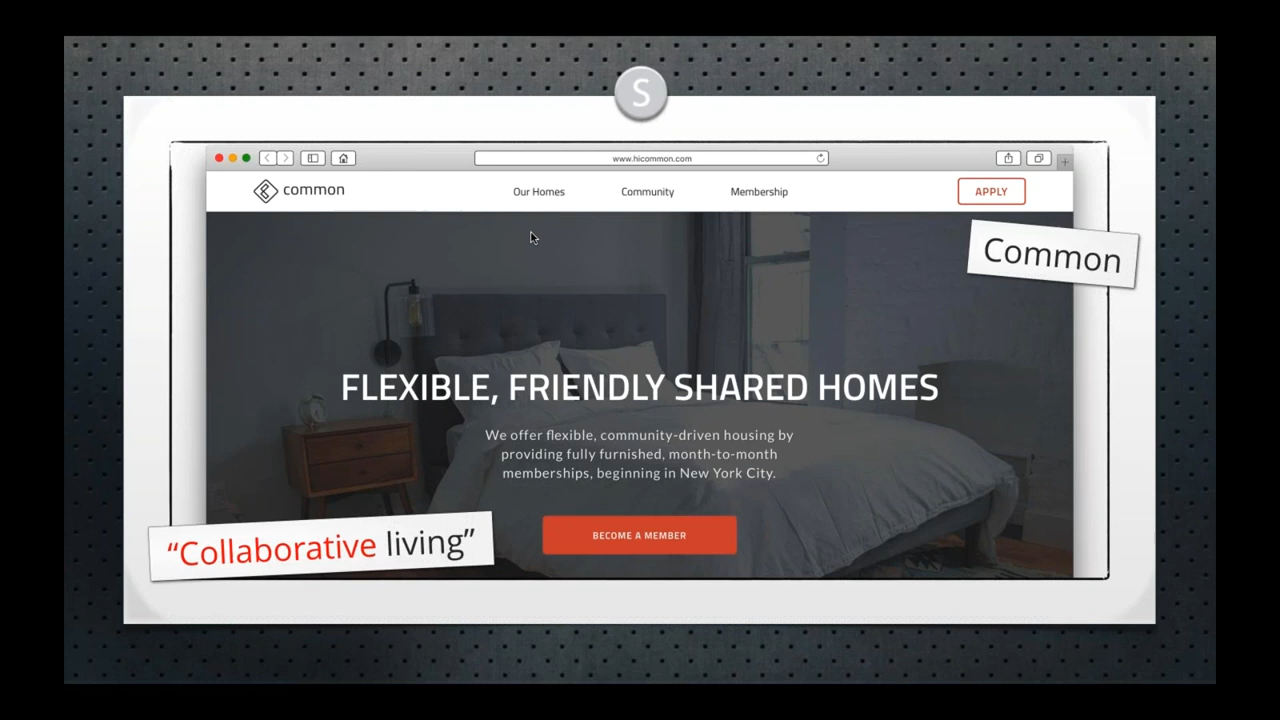 S
www.hicommon.com
common
Our Homes
Community
Membership
APPLY
Common
FLEXIBLE, FRIENDLY SHARED HOMES
We offer flexible, community-driven housing by
providing fully furnished, month-to-month
memberships, beginning in New York City.
BECOME A MEMBER
“Collaborative living”